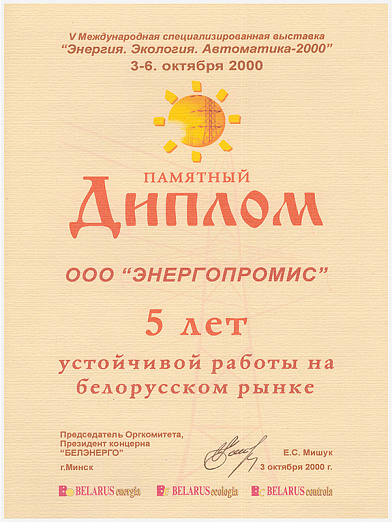 V Международная специализированная выставка
“Энергия. Экология. Автоматика-2000”
3-6. октября 2000
ПАМЯТНЫЙ
Диплом
ООО “ЭНЕРГОПРОМИС”
5 лет
устойчивой работы на
белорусском рынке
Председатель Оргкомитета,
Президент концерна
“БЕЛЭНЕРГО”
Е.С. Мишук
г.Минск
3 октября 2000 г.
BELARUS energia
BELARUS ecologia
BELARUS controla